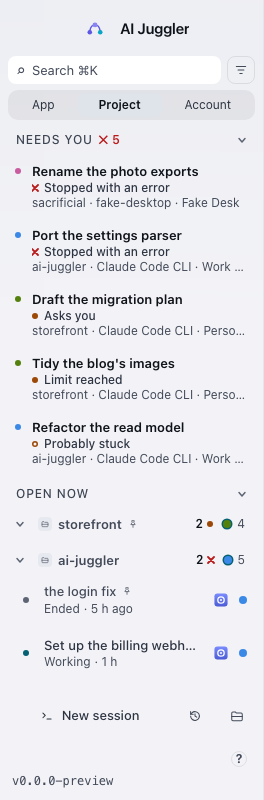 AI Juggler
Search ⌘K
App Project Account
NEEDS YOU 5
Rename the photo exports
Stopped with an error
sacrificial · fake-desktop · Fake Desk
Port the settings parser
Stopped with an error
ai-juggler · Claude Code CLI · Work ...
Draft the migration plan
Asks you
storefront · Claude Code CLI · Perso...
Tidy the blog's images
Limit reached
storefront · Claude Code CLI · Perso...
Refactor the read model
Probably stuck
ai-juggler · Claude Code CLI · Work ...
OPEN NOW
storefront 2 4
ai-juggler 2 5
the login fix
Ended · 5 h ago
Set up the billing webh...
Working · 1 h
New session
?
v0.0.0-preview